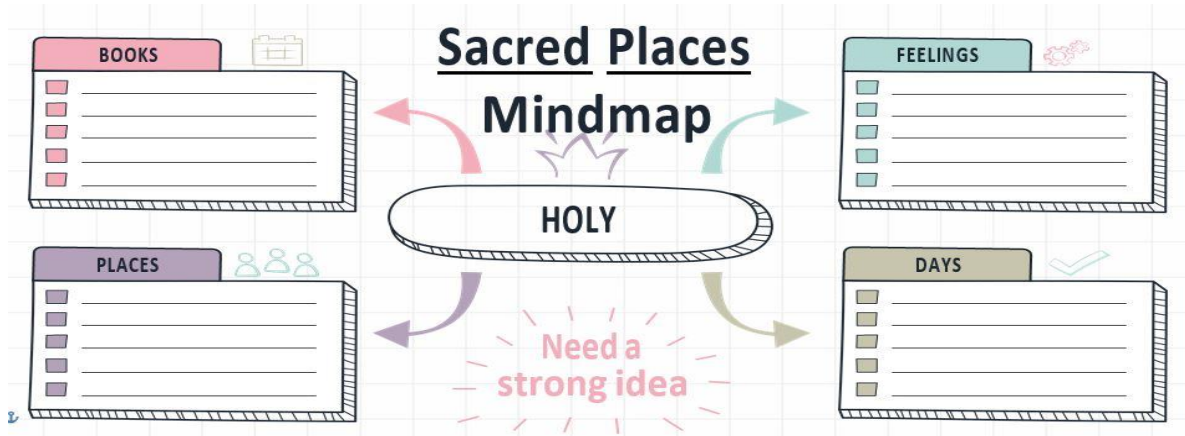 Sacred Places
Mindmap
BOOKS
FEELINGS
HOLY
PLACES
DAYS
Need a
strong idea